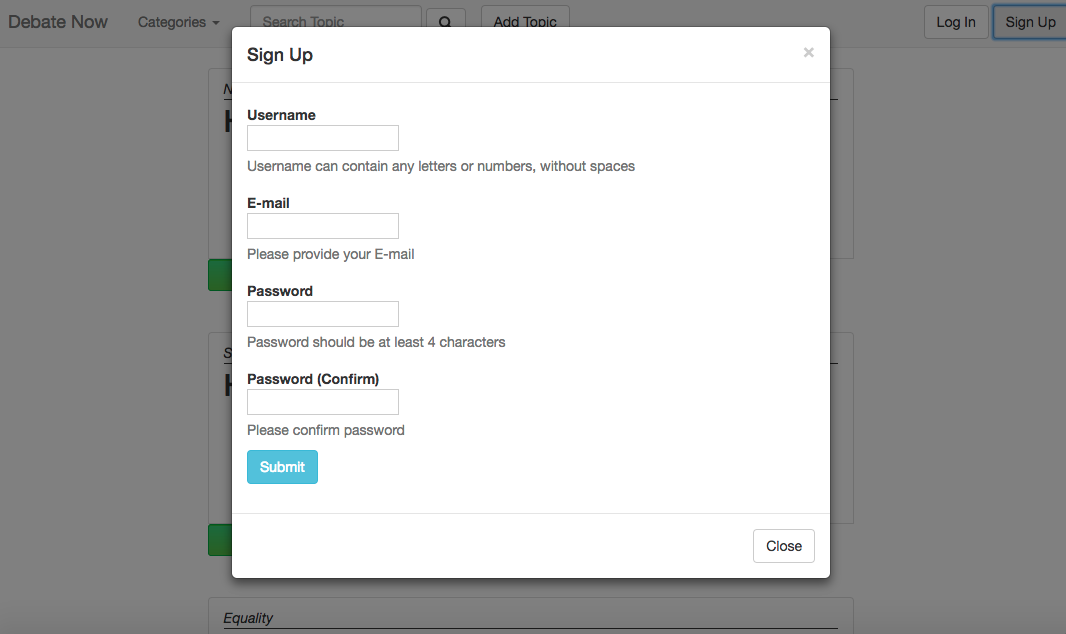 Debate Now Categories Search Topic Add Topic Log In Sign Up
Sign Up ×
Username
Username can contain any letters or numbers, without spaces
E-mail
Please provide your E-mail
Password
Password should be at least 4 characters
Password (Confirm)
Please confirm password
Submit
Close
Equality